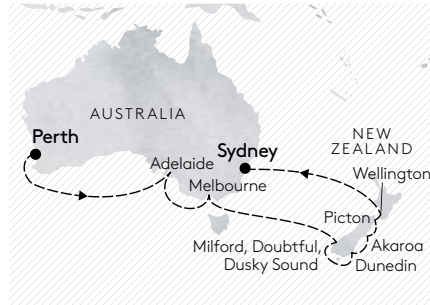 AUSTRALIA
Perth
Adelaide
Sydney
Melbourne
NEW
ZEALAND
Wellington
Picton
Milford, Doubtful,
Dusky Sound
Akaroa
Dunedin